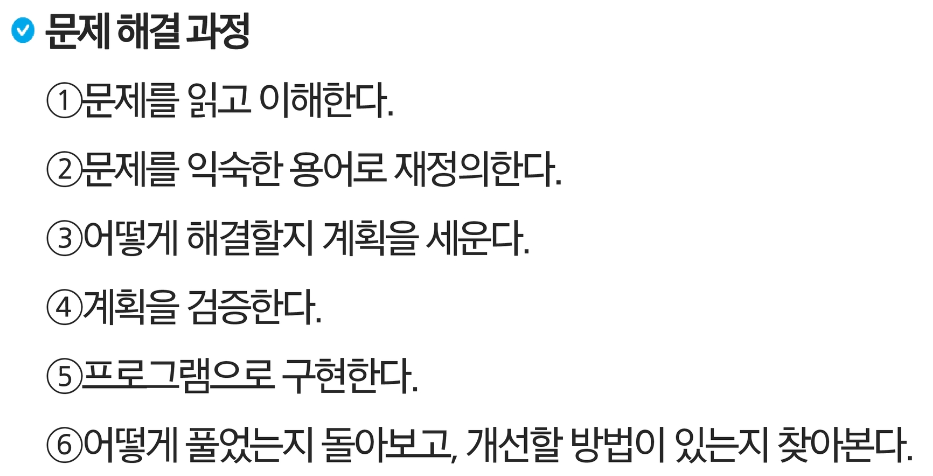 문제 해결 과정
①문제를 읽고 이해한다.
②문제를 익숙한 용어로 재정의한다.
③어떻게 해결할지 계획을 세운다.
④계획을 검증한다.
⑤프로그램으로 구현한다.
⑥어떻게 풀었는지 돌아보고, 개선할 방법이 있는지 찾아본다.